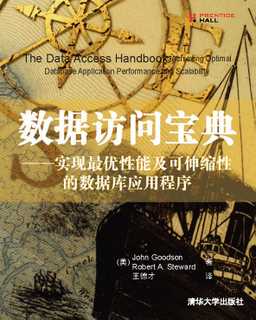 PRENTICE
HALL
The Data Access Handbook: Achieving Optimal
Database Application Performance and Scalability
数据访问宝典
——实现最优性能及可伸缩性
的数据库应用程序
(美) John Goodson 著
Robert A. Steward
王德才 译
清华大学出版社